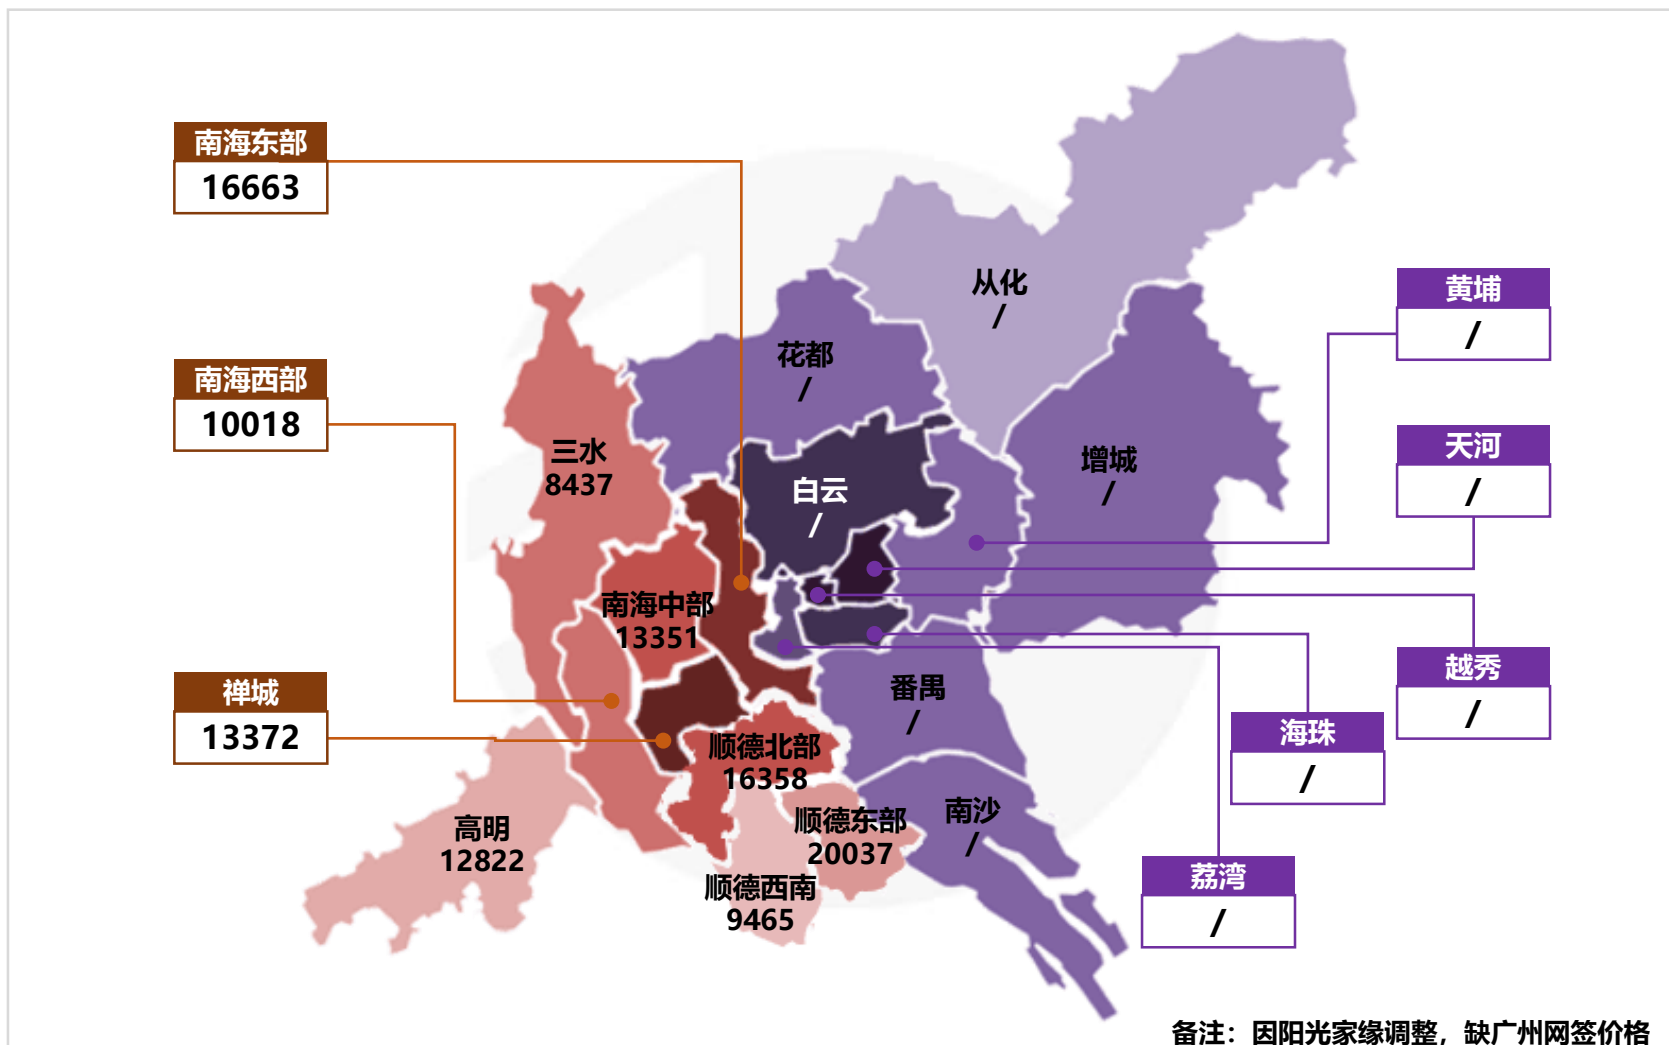 南海东部
16663
南海西部
10018
禅城
13372
三水
8437
南海中部
13351
高明
12822
顺德北部
16358
顺德东部
20037
顺德西南
9465
从化
/
花都
/
白云
/
增城
/
番禺
/
南沙
/
黄埔
/
天河
/
越秀
/
海珠
/
荔湾
/
备注：因阳光家缘调整，缺广州网签价格